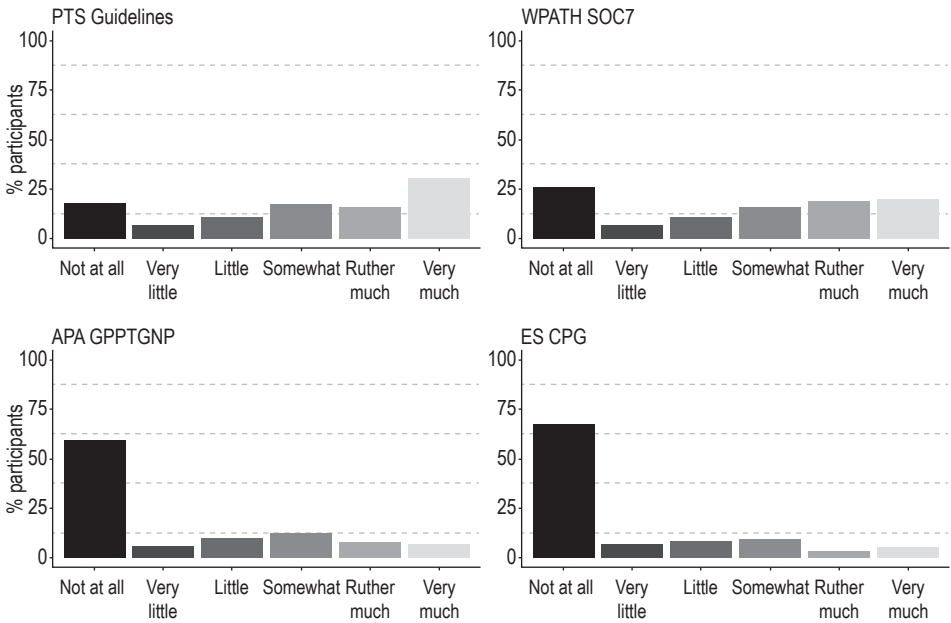 PTS Guidelines
WPATH SOC7
100
75
50
25
0
% participants
Not at all
Very little
Little
Somewhat
Ruther much
Very much
100
75
50
25
0
Not at all
Very little
Little
Somewhat
Ruther much
Very much
APA GPPTGNP
ES CPG
100
75
50
25
0
% participants
Not at all
Very little
Little
Somewhat
Ruther much
Very much
100
75
50
25
0
Not at all
Very little
Little
Somewhat
Ruther much
Very much